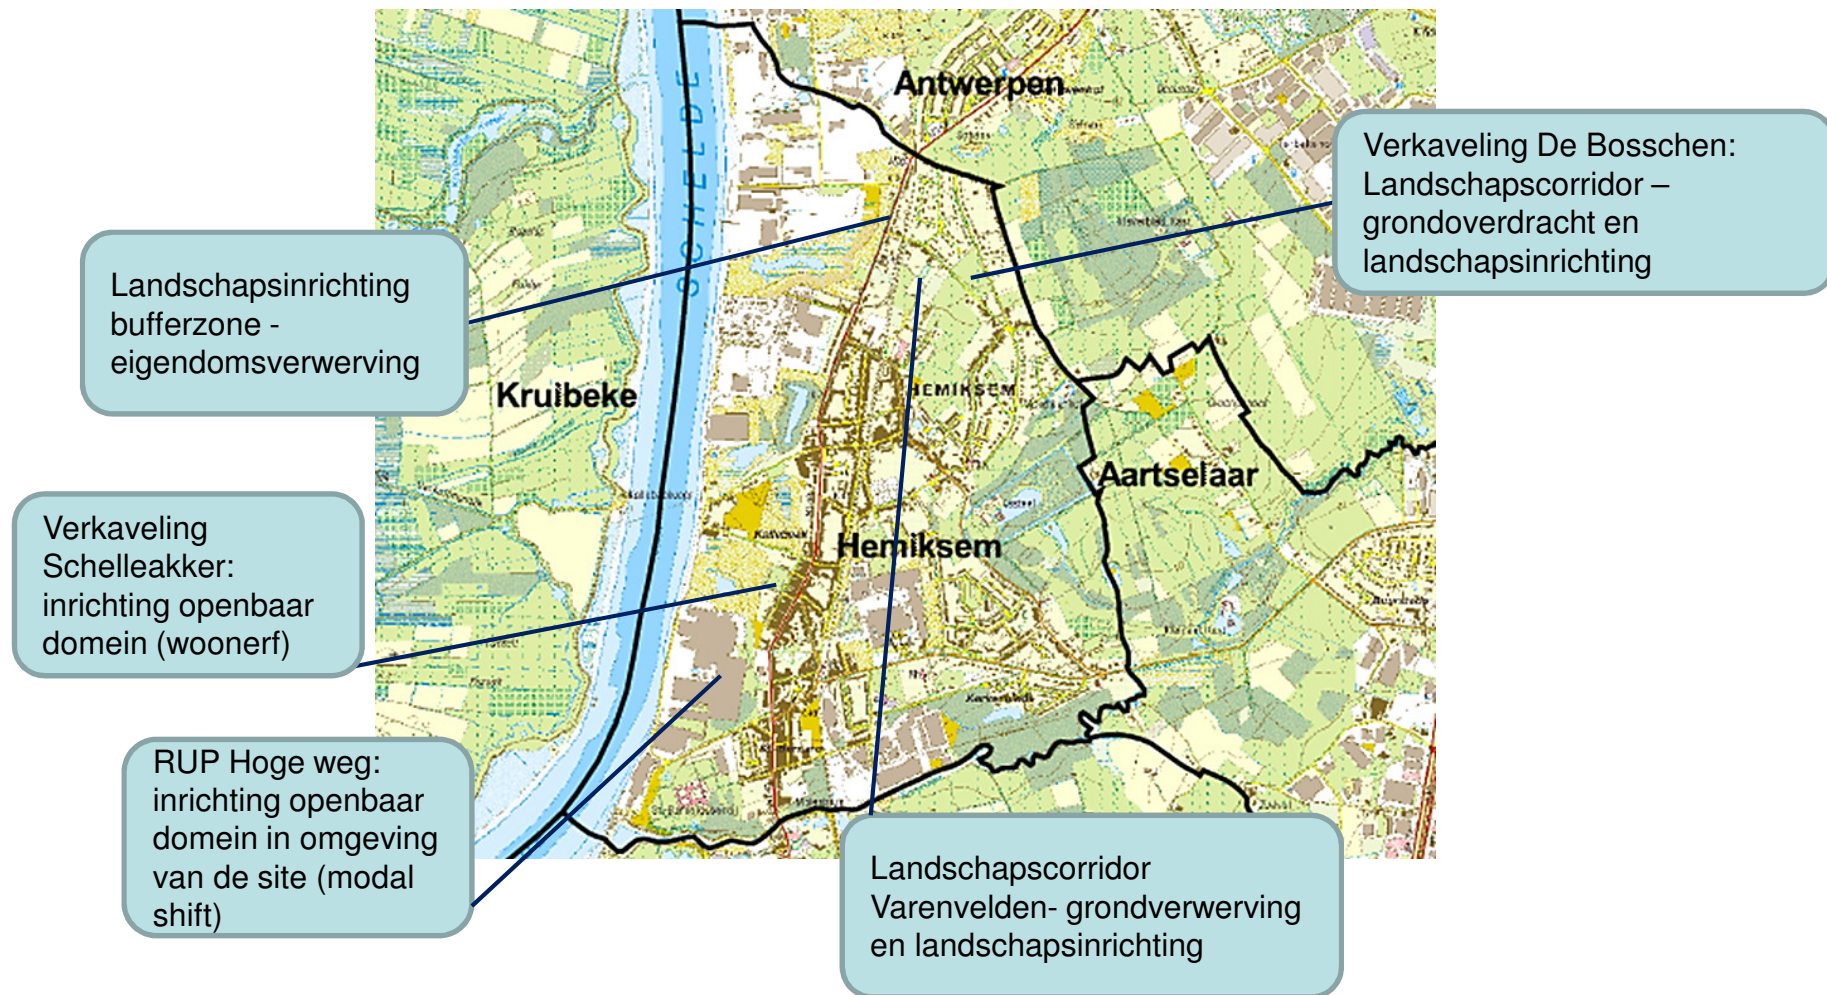 Antwerpen
SCHELDE
Verkaveling De Bosschen:
Landschapscorridor –
grondoverdracht en
landschapsinrichting
Landschapsinrichting
bufferzone -
eigendomsverwerving
Kruibeke
HEMIKSEM
Aartselaar
Hemiksem
Verkaveling
Schelleakker:
inrichting openbaar
domein (woonerf)
RUP Hoge weg:
inrichting openbaar
domein in omgeving
van de site (modal
shift)
Landschapscorridor
Varenvelden- grondverwerving
en landschapsinrichting